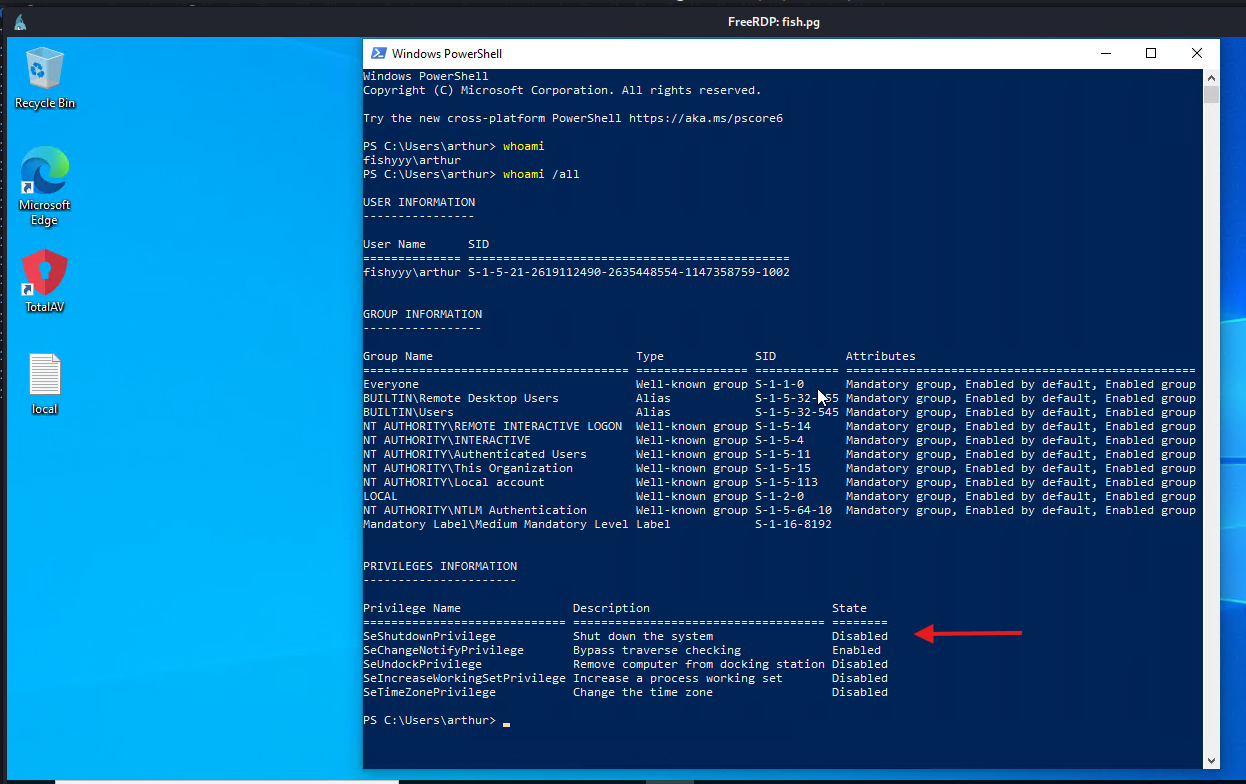 FreeRDP: fish.pg
Recycle Bin
Microsoft
Edge
TotalAV
local
Windows PowerShell
Windows PowerShell
Copyright (C) Microsoft Corporation. All rights reserved.
Try the new cross-platform PowerShell https://aka.ms/pscore6
PS C:\Users\arthur> whoami
fishyyy\arthur
PS C:\Users\arthur> whoami /all
USER INFORMATION
----------------
User Name      SID
============== ==============================================
fishyyy\arthur S-1-5-21-2619112490-2635448554-1147358759-1002
GROUP INFORMATION
-----------------
Group Name                             Type             SID          Attributes
====================================== ================ ============ ==================================================
Everyone                               Well-known group S-1-1-0      Mandatory group, Enabled by default, Enabled group
BUILTIN\Remote Desktop Users           Alias            S-1-5-32-555 Mandatory group, Enabled by default, Enabled group
BUILTIN\Users                          Alias            S-1-5-32-545 Mandatory group, Enabled by default, Enabled group
NT AUTHORITY\REMOTE INTERACTIVE LOGON  Well-known group S-1-5-14     Mandatory group, Enabled by default, Enabled group
NT AUTHORITY\INTERACTIVE               Well-known group S-1-5-4      Mandatory group, Enabled by default, Enabled group
NT AUTHORITY\Authenticated Users       Well-known group S-1-5-11     Mandatory group, Enabled by default, Enabled group
NT AUTHORITY\This Organization         Well-known group S-1-5-15     Mandatory group, Enabled by default, Enabled group
NT AUTHORITY\Local account             Well-known group S-1-5-113    Mandatory group, Enabled by default, Enabled group
LOCAL                                  Well-known group S-1-2-0      Mandatory group, Enabled by default, Enabled group
NT AUTHORITY\NTLM Authentication       Well-known group S-1-5-64-10  Mandatory group, Enabled by default, Enabled group
Mandatory Label\Medium Mandatory Level Label            S-1-16-8192
PRIVILEGES INFORMATION
----------------------
Privilege Name                Description                          State
============================= ==================================== ========
SeShutdownPrivilege           Shut down the system                 Disabled
SeChangeNotifyPrivilege       Bypass traverse checking             Enabled
SeUndockPrivilege             Remove computer from docking station Disabled
SeIncreaseWorkingSetPrivilege Increase a process working set       Disabled
SeTimeZonePrivilege           Change the time zone                 Disabled
PS C:\Users\arthur>